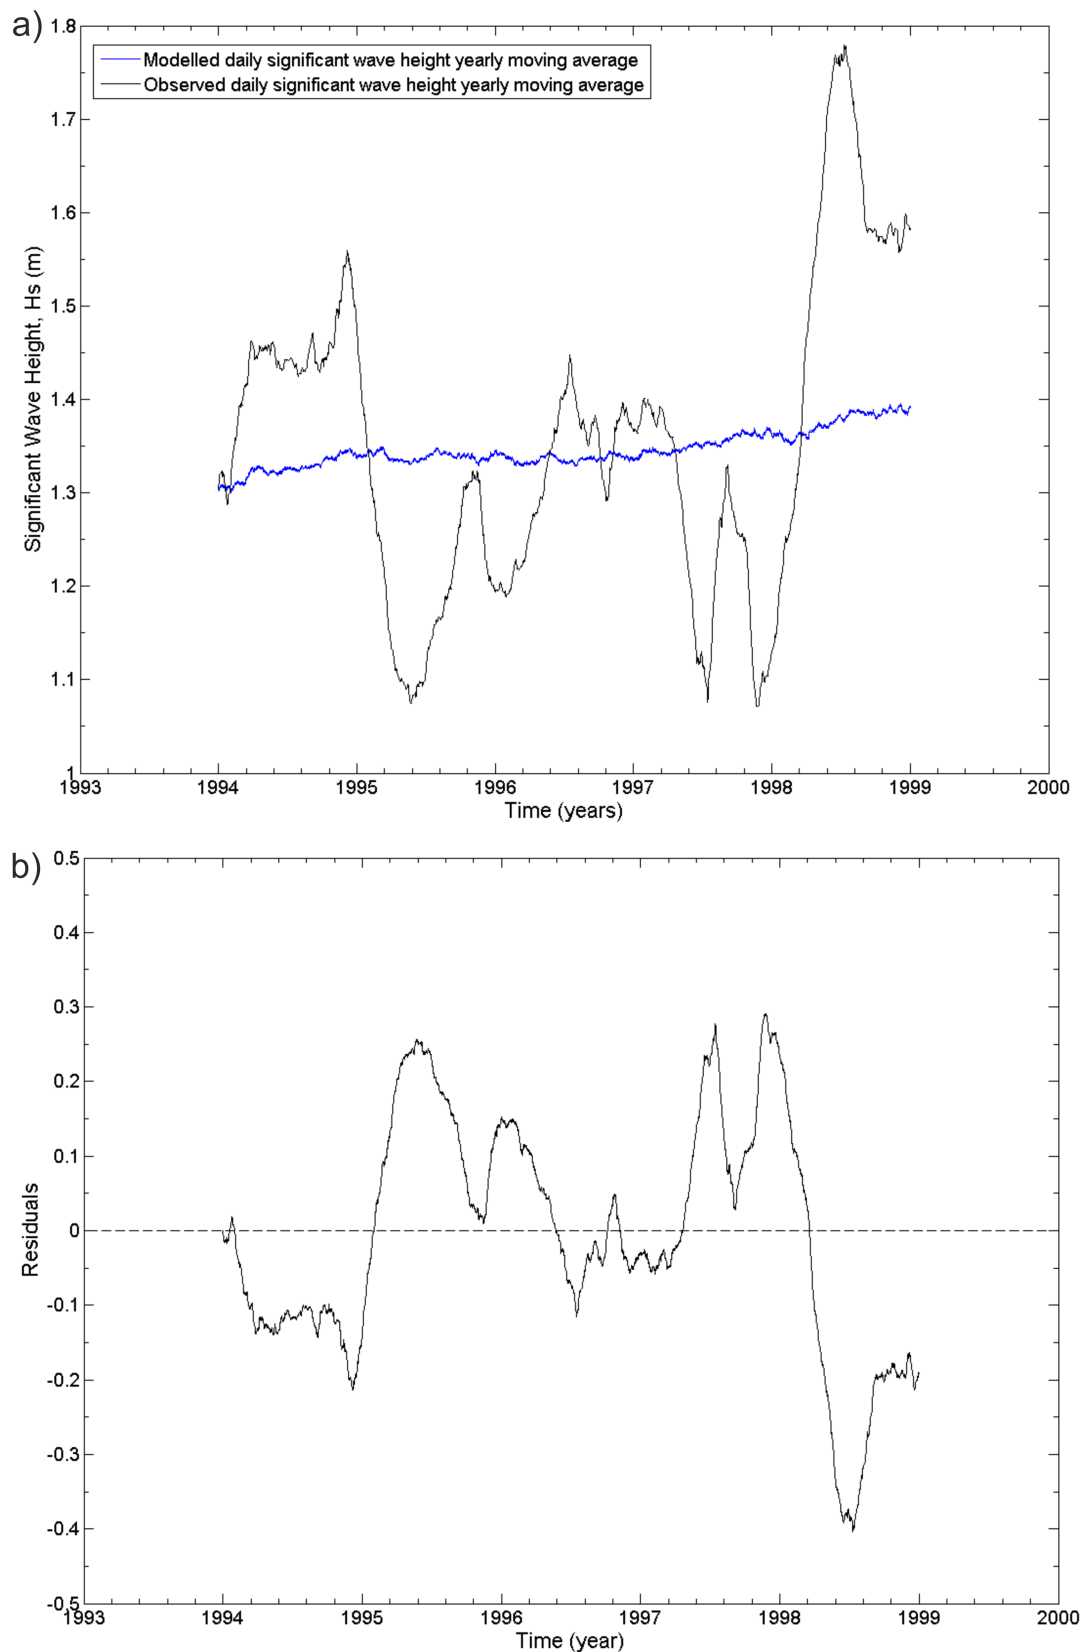 a)
1.8
Modelled daily significant wave height yearly moving average
Observed daily significant wave height yearly moving average
1.7
1.6
1.5
1.4
1.3
1.2
1.1
1
Significant Wave Height, Hs (m)
1993 1994 1995 1996 1997 1998 1999 2000
Time (years)
b)
0.5
0.4
0.3
0.2
0.1
0
-0.1
-0.2
-0.3
-0.4
-0.5
Residuals
1993 1994 1995 1996 1997 1998 1999 2000
Time (year)